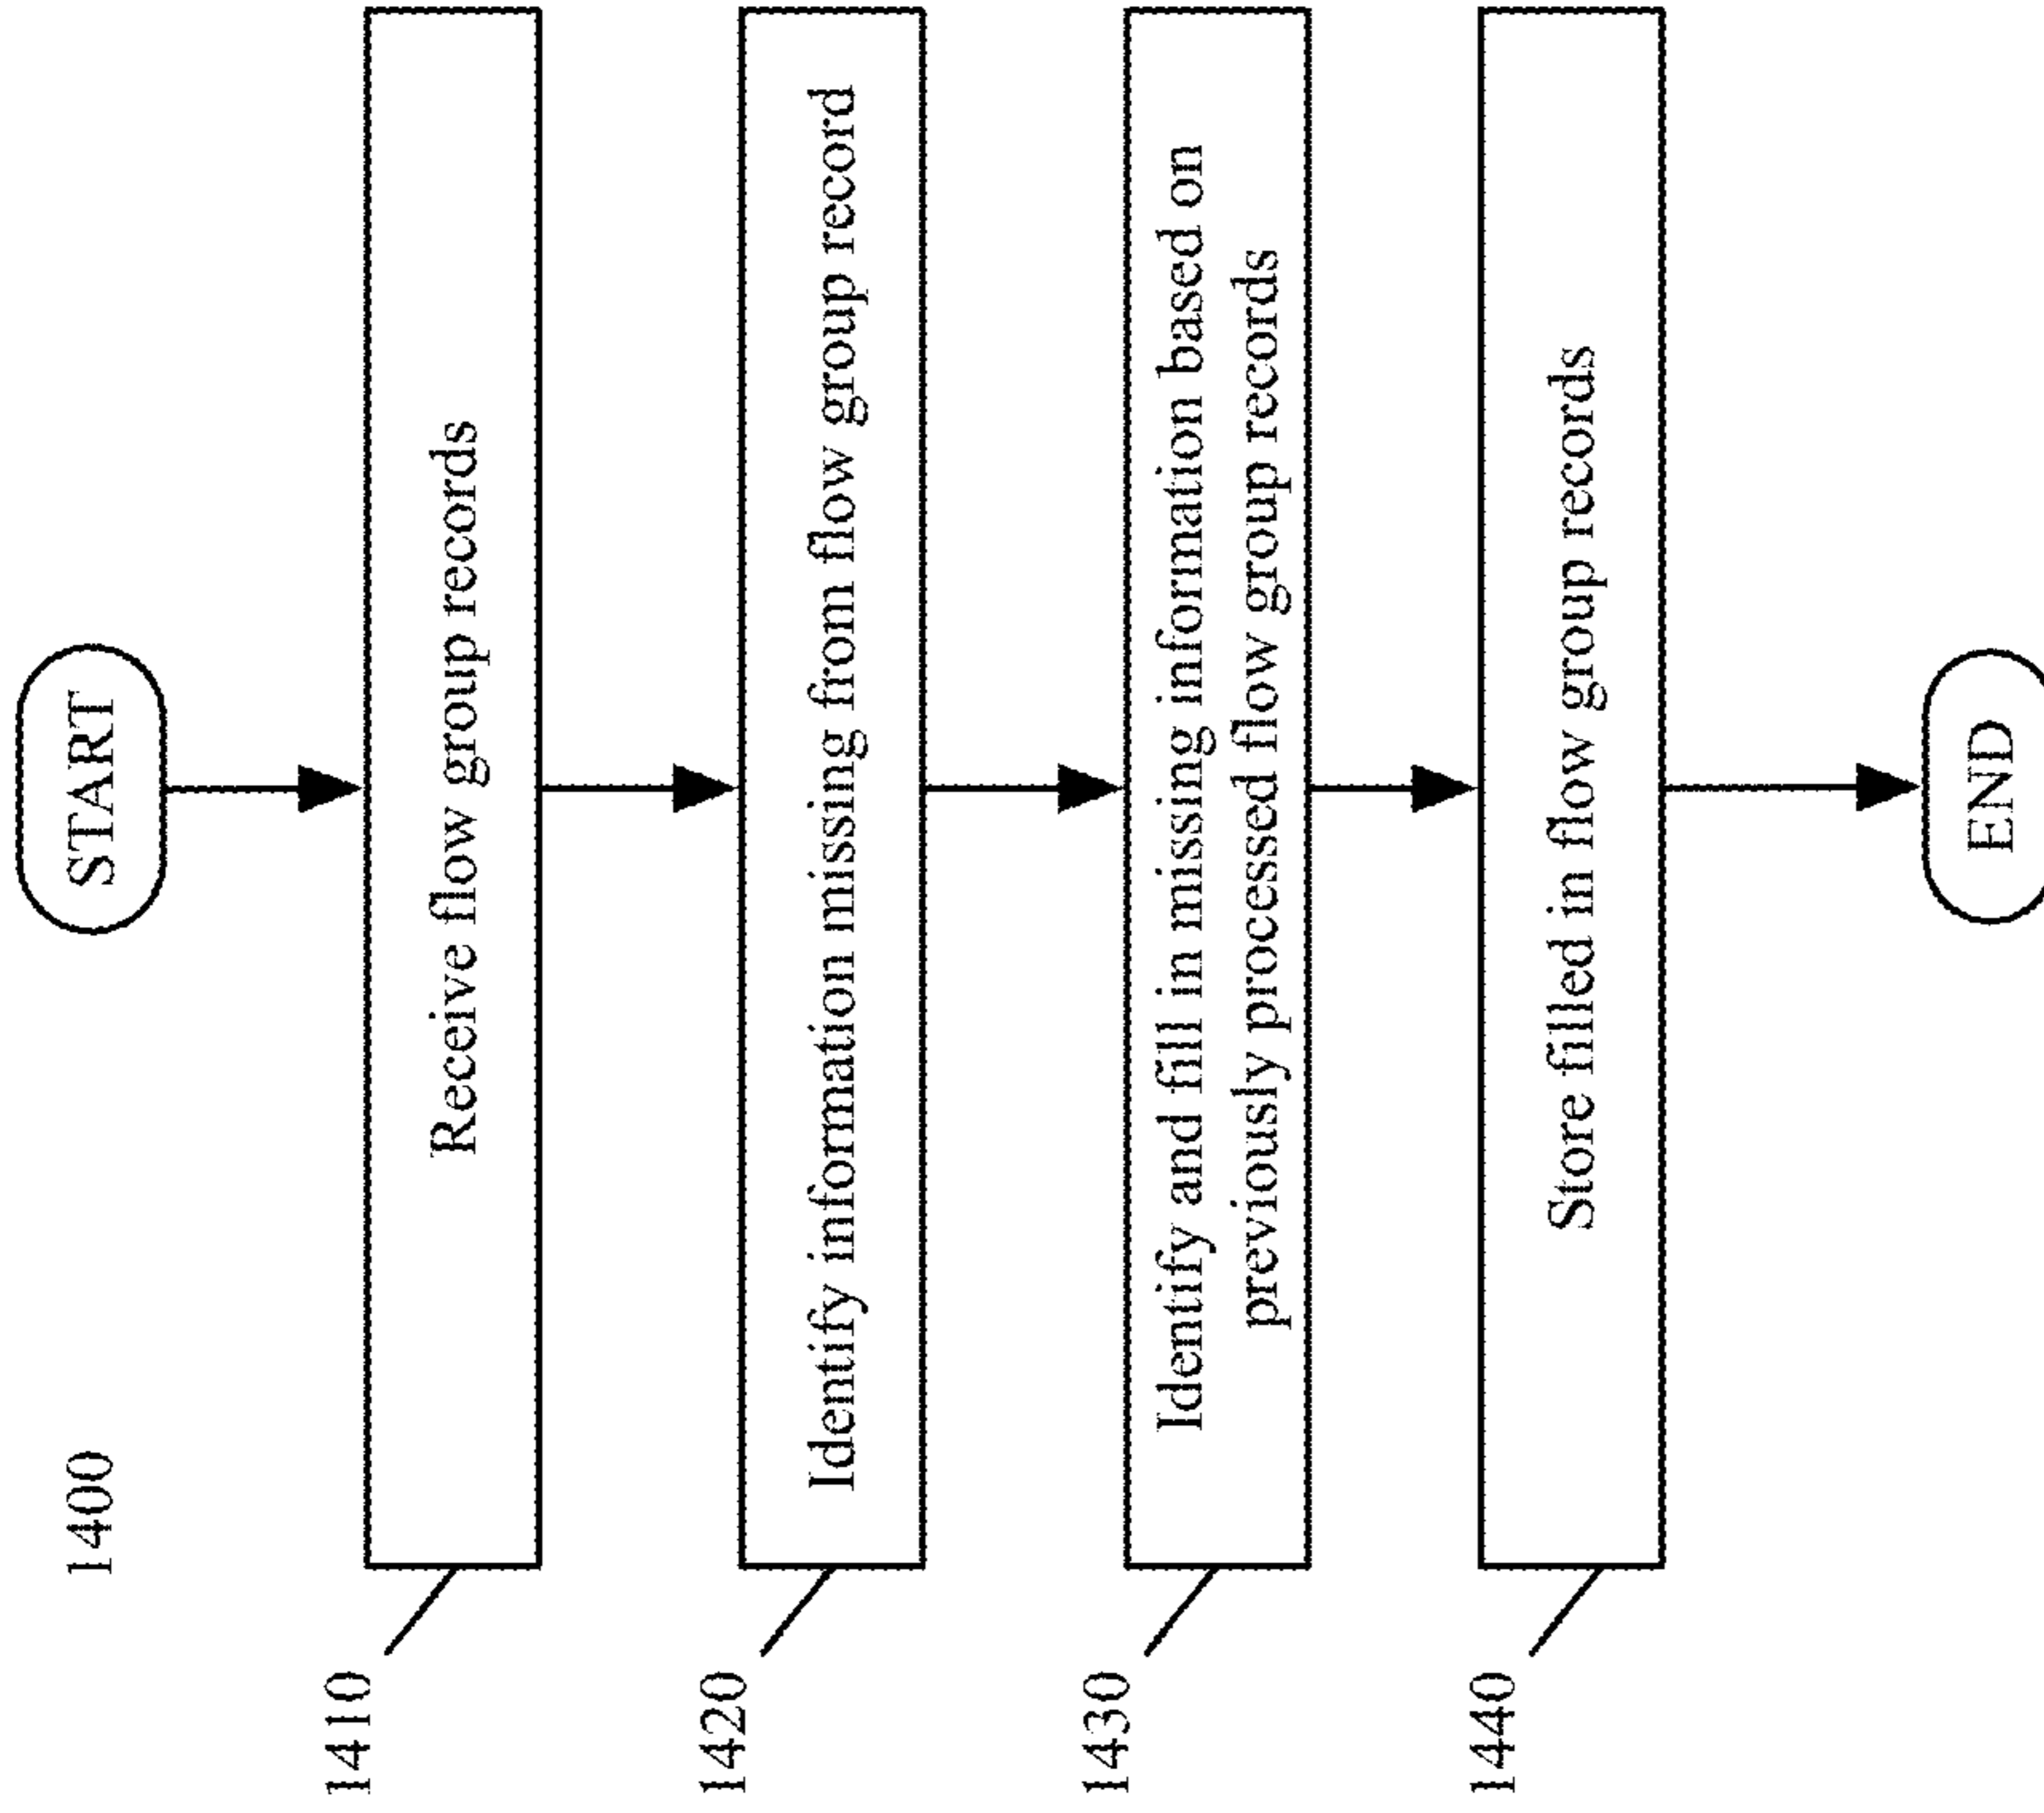 1400
START
1410
Receive flow group records
1420
Identify information missing from flow group record
1430
Identify and fill in missing information based on
previously processed flow group records
1440
Store filled in flow group records
END